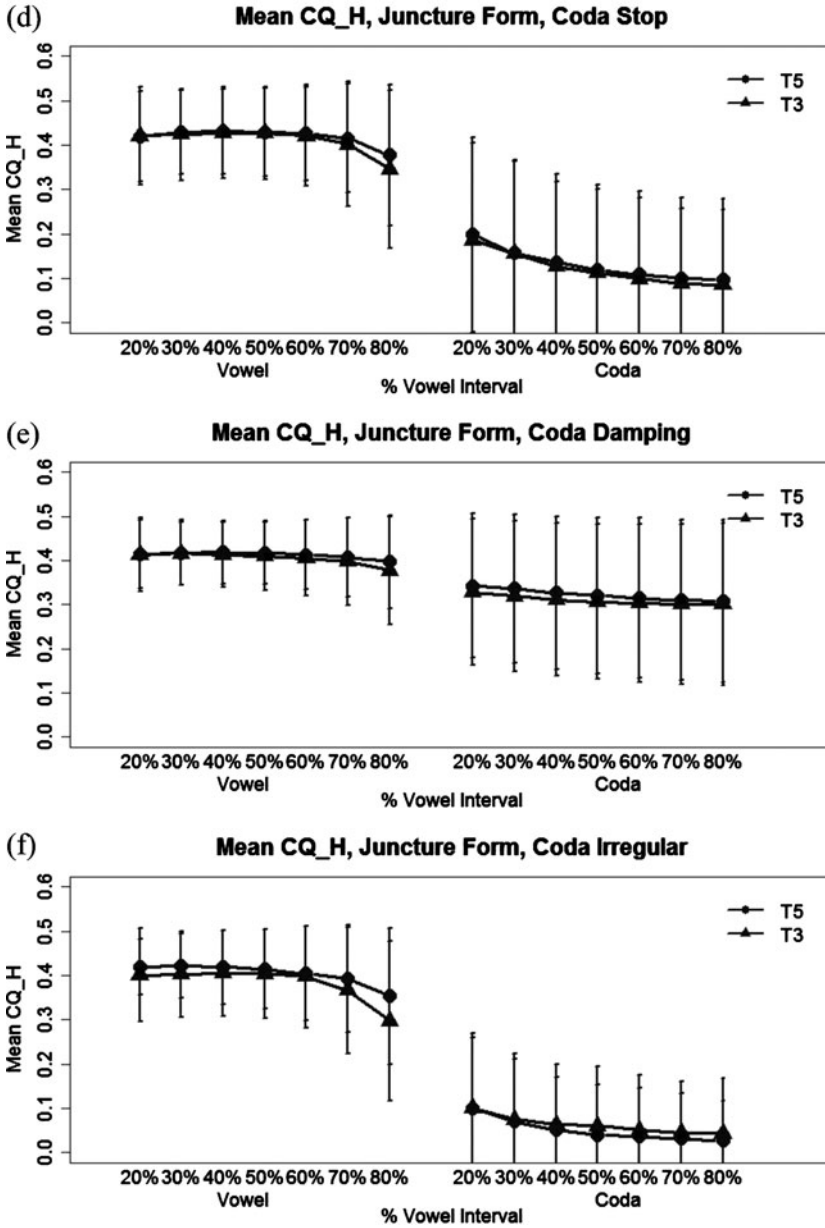 (d) Mean CQ_H, Juncture Form, Coda Stop
Mean CQ_H
0.6
0.5
0.4
0.3
0.2
0.1
0.0
T5
T3
20% 30% 40% 50% 60% 70% 80% 20% 30% 40% 50% 60% 70% 80%
Vowel Coda
% Vowel Interval
(e) Mean CQ_H, Juncture Form, Coda Damping
Mean CQ_H
0.6
0.5
0.4
0.3
0.2
0.1
0.0
T5
T3
20% 30% 40% 50% 60% 70% 80% 20% 30% 40% 50% 60% 70% 80%
Vowel Coda
% Vowel Interval
(f) Mean CQ_H, Juncture Form, Coda Irregular
Mean CQ_H
0.6
0.5
0.4
0.3
0.2
0.1
0.0
T5
T3
20% 30% 40% 50% 60% 70% 80% 20% 30% 40% 50% 60% 70% 80%
Vowel Coda
% Vowel Interval